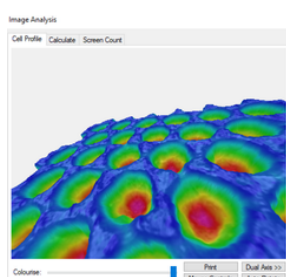 Image Analysis
Cell Profile Calculate Screen Count
Colourise:
Print Dual Axis >>